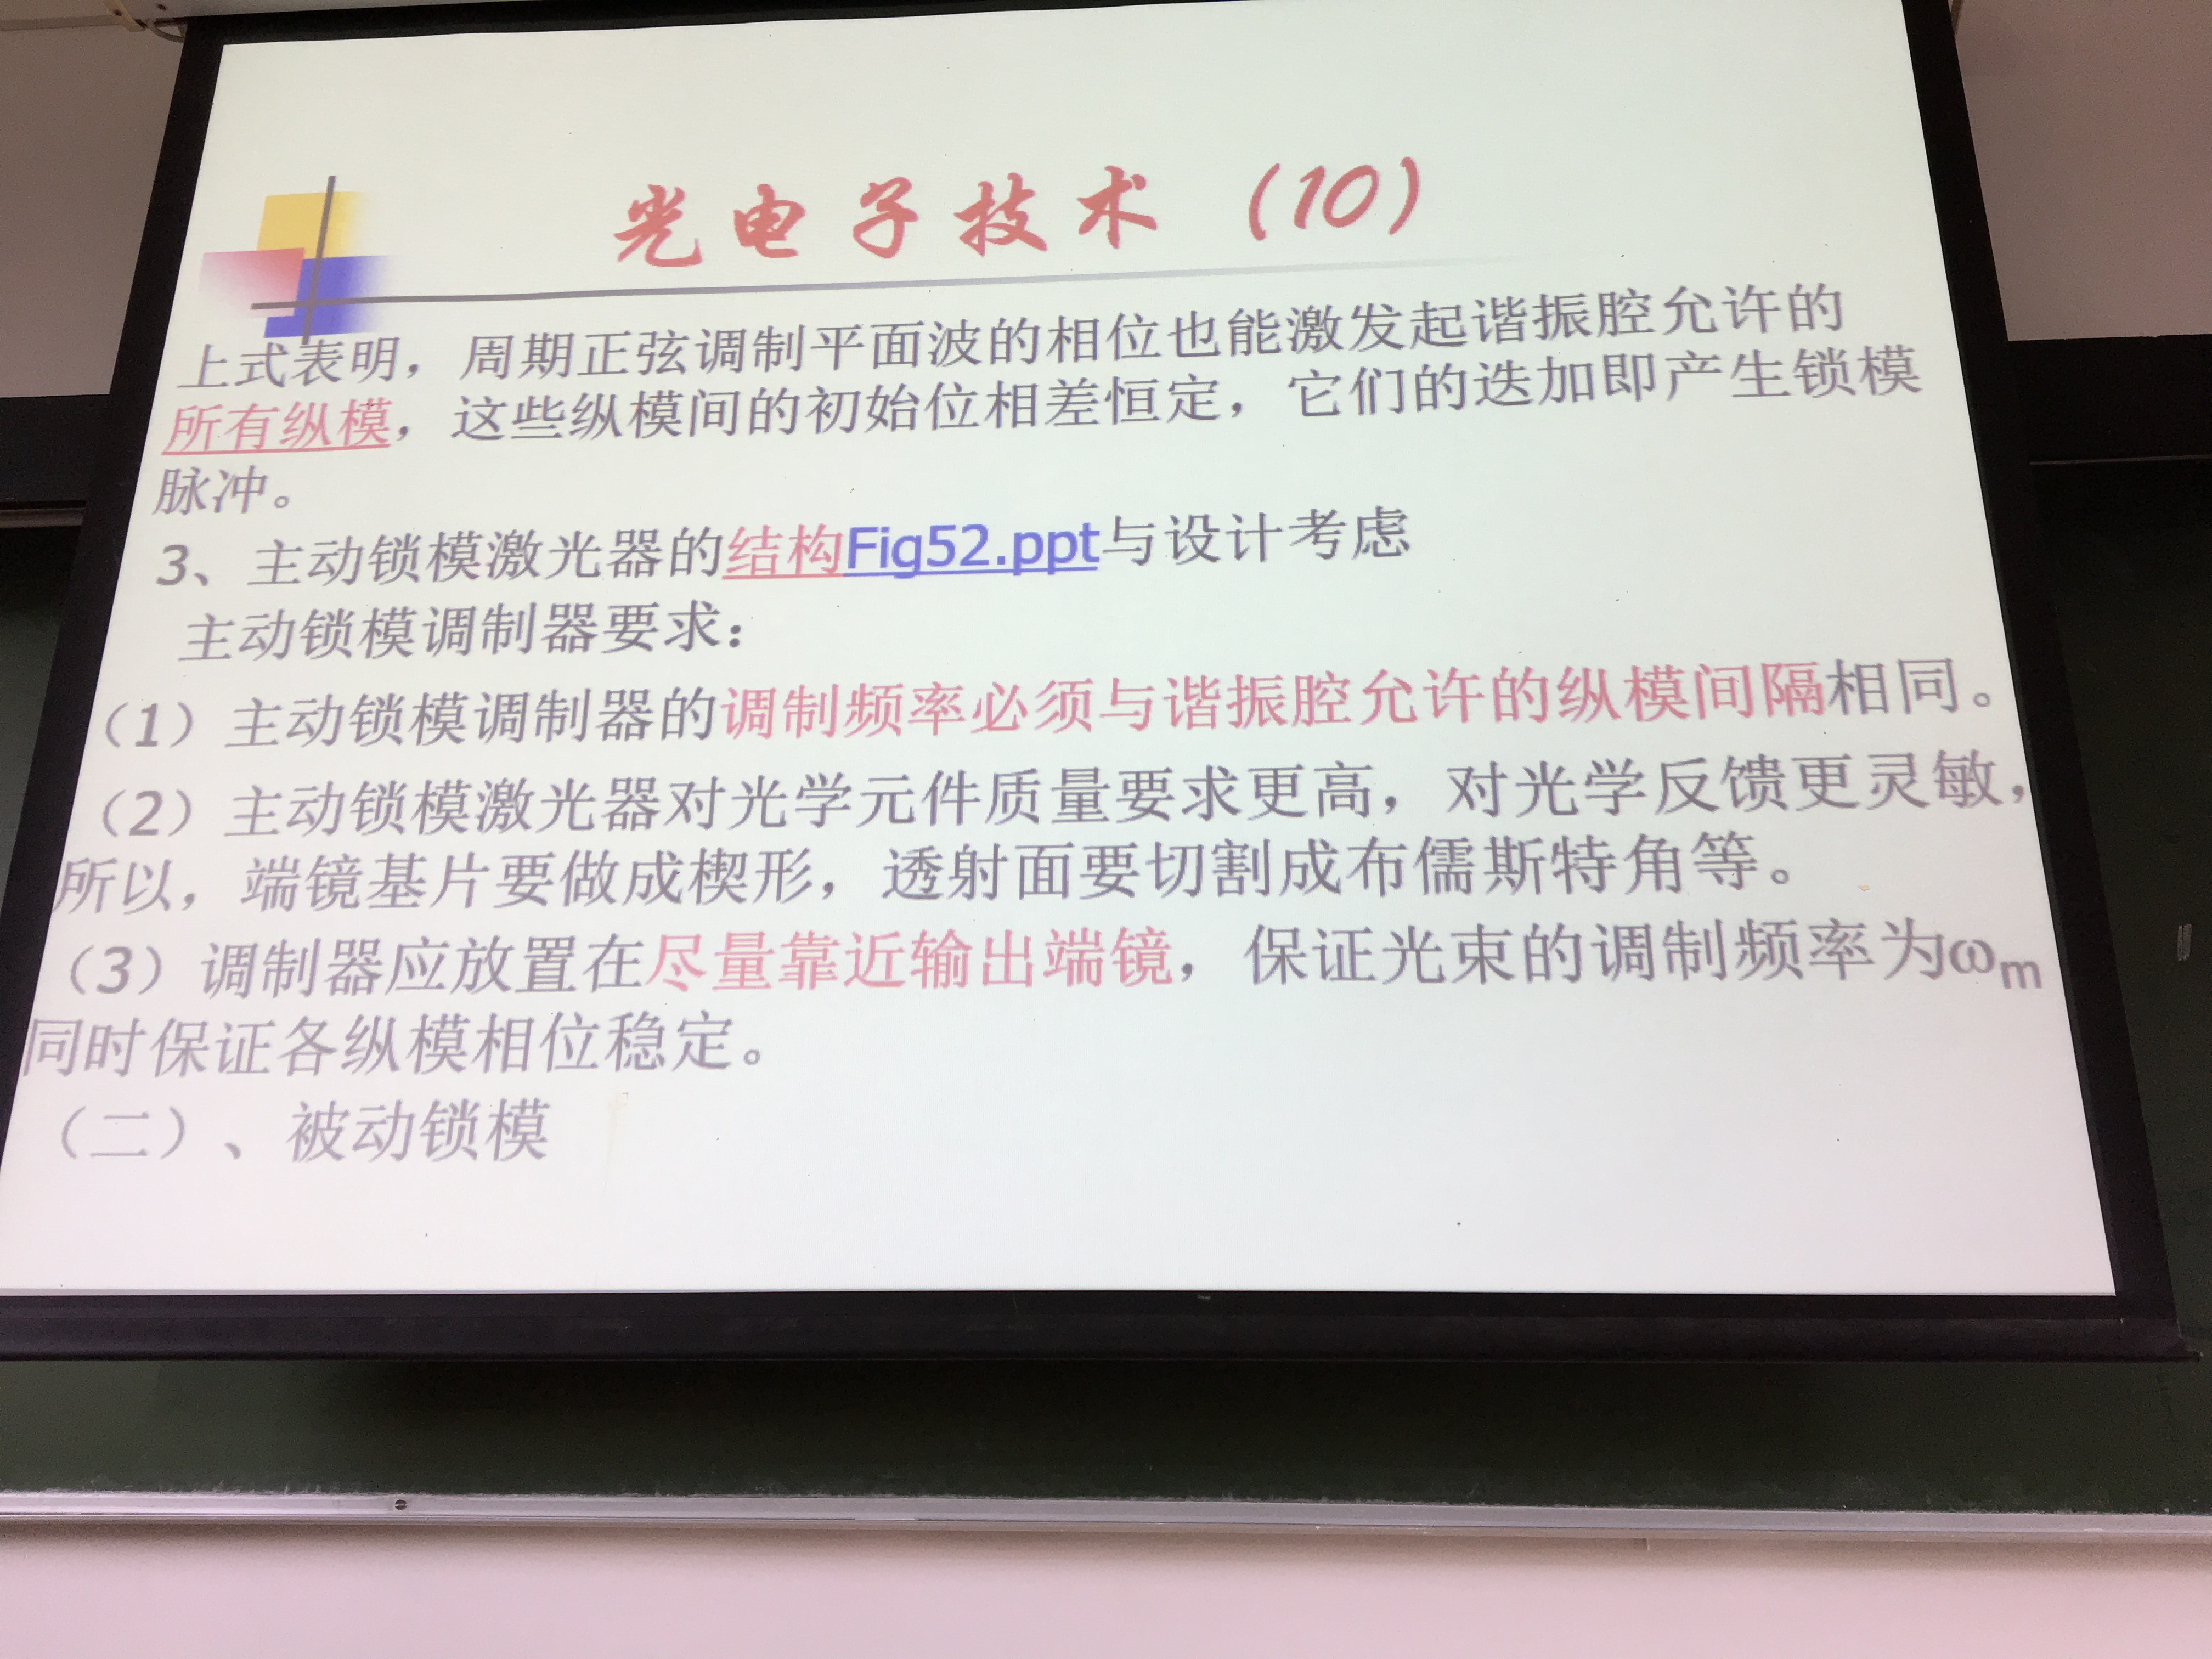 光电子技术（10）
上式表明，周期正弦调制平面波的相位也能激发起谐振腔允许的
所有纵模，这些纵模间的初始位相差恒定，它们的迭加即产生锁模
脉冲。
3、主动锁模激光器的结构Fig52.ppt与设计考虑
主动锁模调制器要求：
（1）主动锁模调制器的调制频率必须与谐振腔允许的纵模间隔相同。
（2）主动锁模激光器对光学元件质量要求更高，对光学反馈更灵敏，
所以，端镜基片要做成楔形，透射面要切割成布儒斯特角等。
（3）调制器应放置在尽量靠近输出端镜，保证光束的调制频率为ωm
同时保证各纵模相位稳定。
（二）、被动锁模